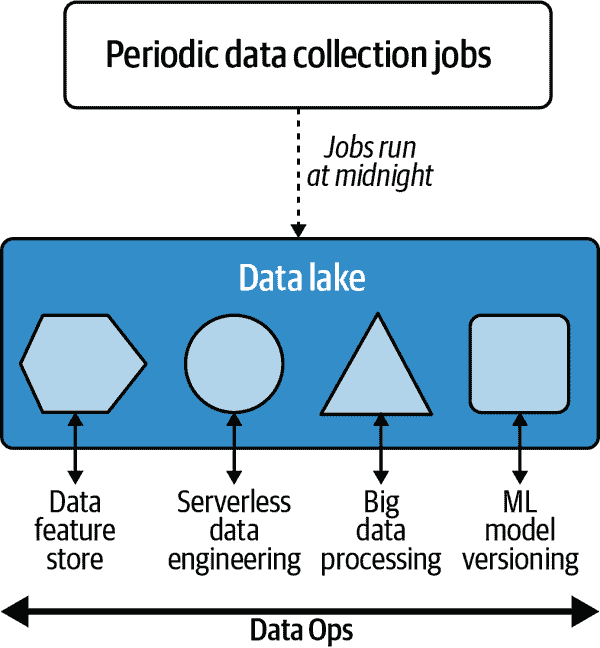 Periodic data collection jobs
Jobs run
at midnight
Data lake
Data
feature
store
Serverless
data
engineering
Big
data
processing
ML
model
versioning
Data Ops